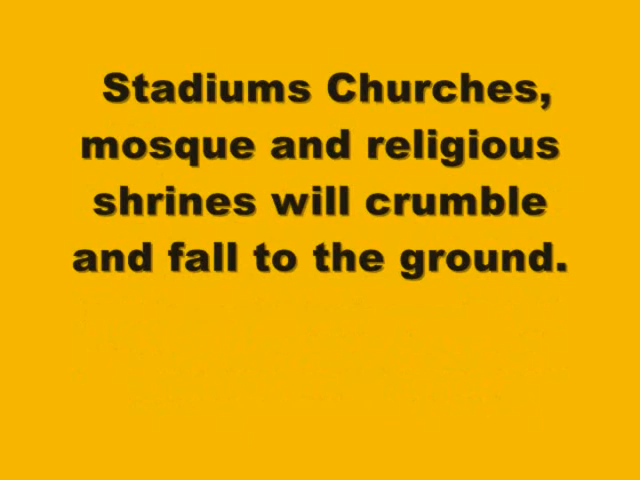 Stadiums Churches,
mosque and religious
shrines will crumble
and fall to the ground.